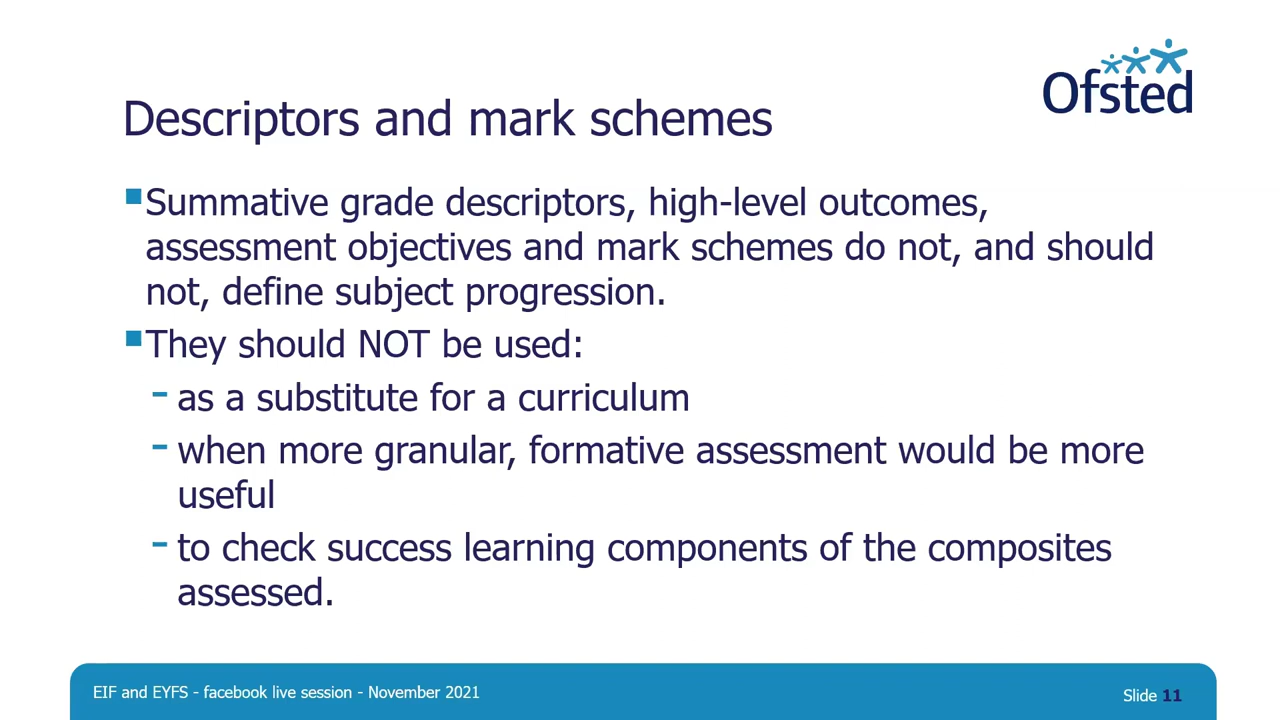 Ofsted
Descriptors and mark schemes
Summative grade descriptors, high-level outcomes,
assessment objectives and mark schemes do not, and should
not, define subject progression.
They should NOT be used:
- as a substitute for a curriculum
- when more granular, formative assessment would be more
useful
- to check success learning components of the composites
assessed.
EIF and EYFS - facebook live session - November 2021
Slide 11